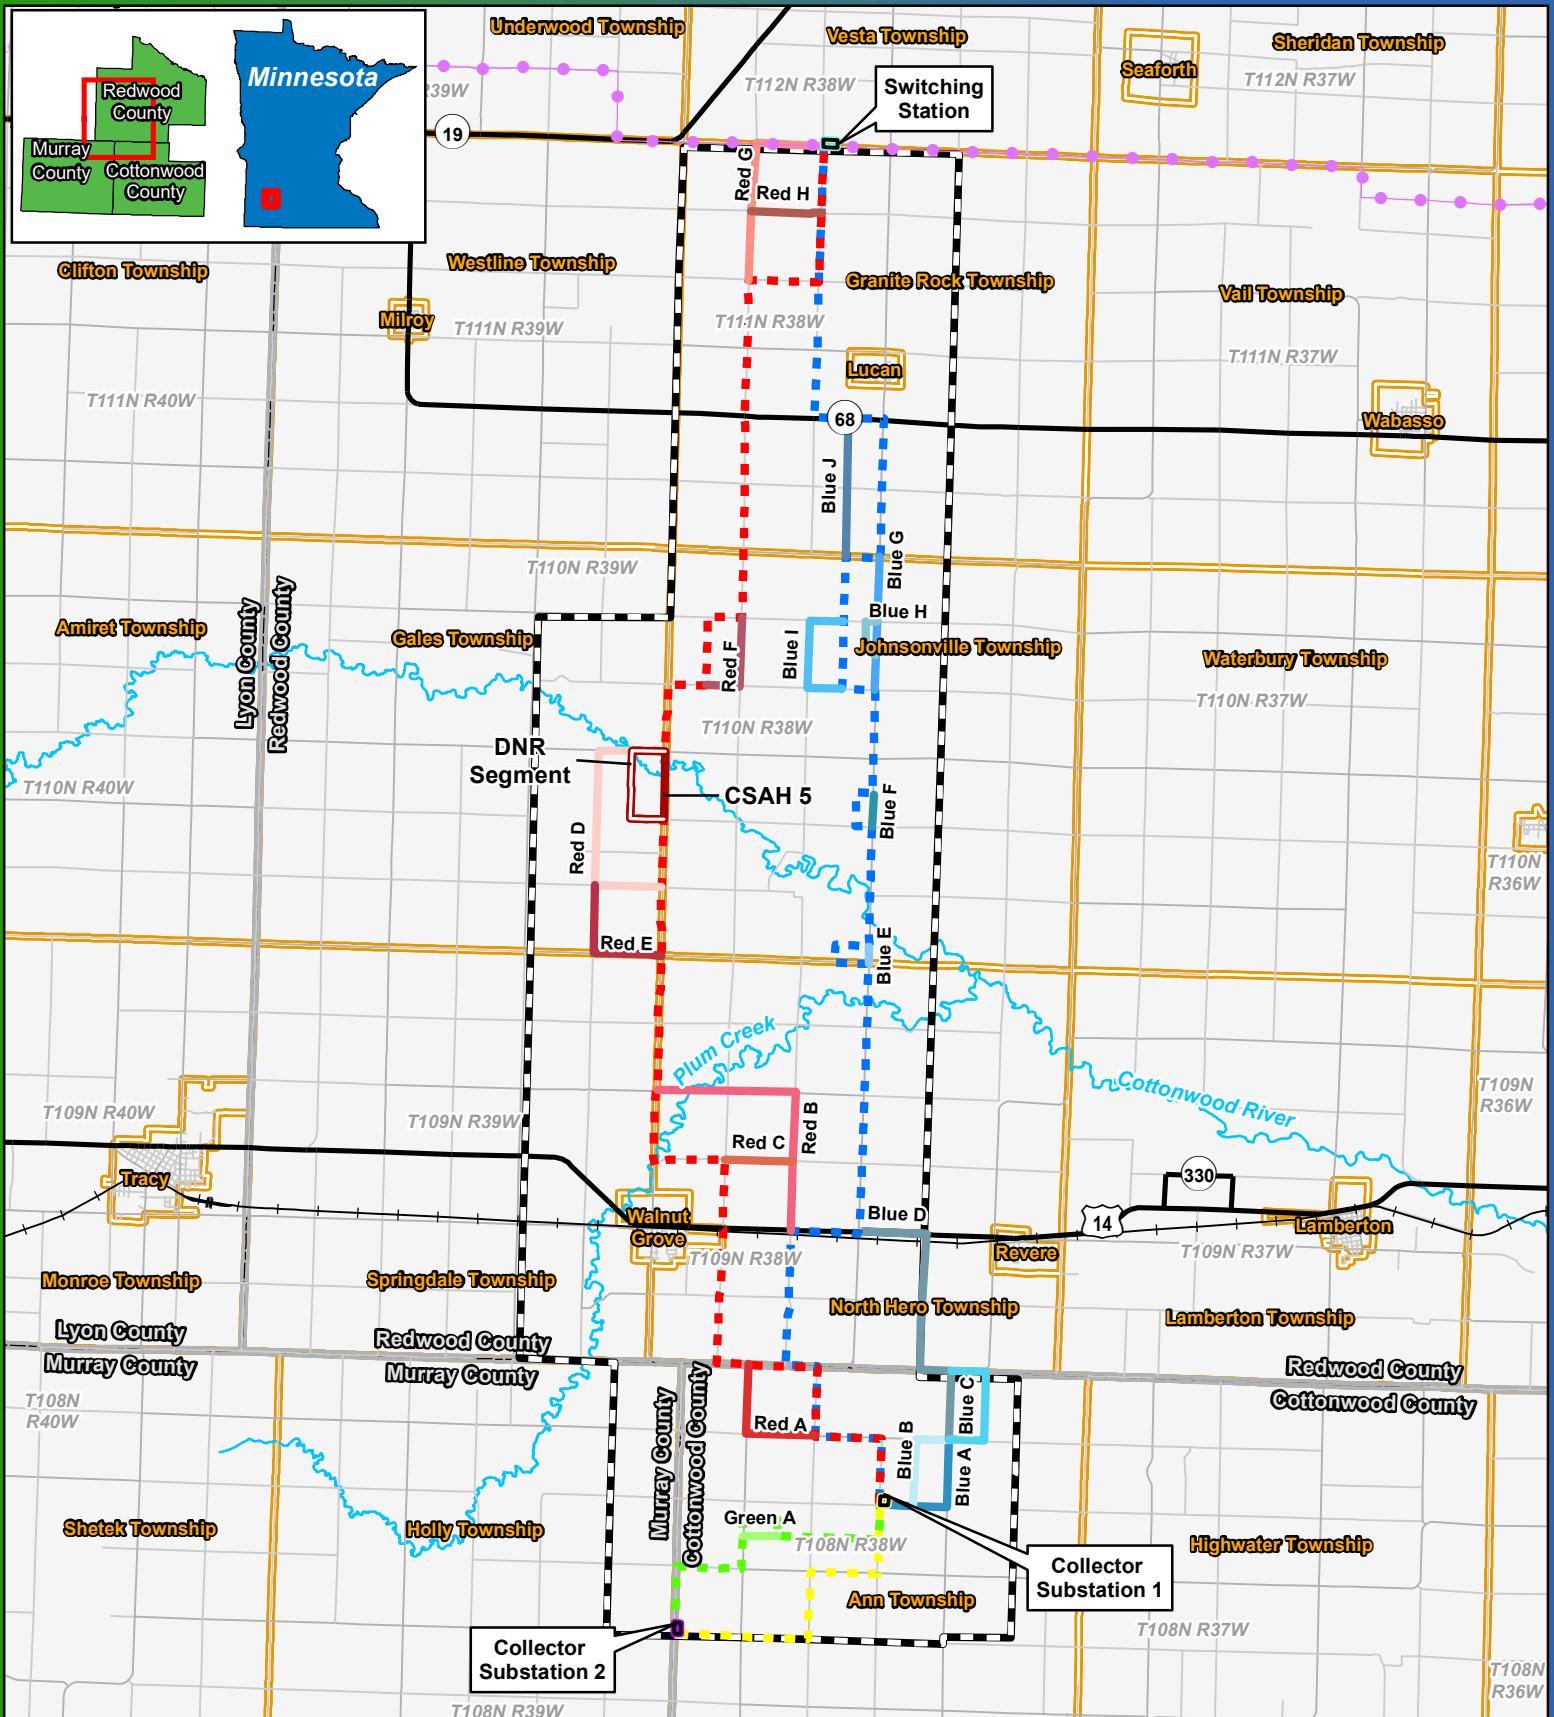 Redwood
County
Murray
County
Cottonwood
County
Minnesota
Underwood Township
Vesta Township
Sheridan Township
Seaforth
T112N R38W
T112N R37W
R39W
Switching
Station
19
Red G
Red H
Clifton Township
Westline Township
Granite Rock Township
Vail Township
Milroy
T111N R39W
T111N R38W
T111N R37W
Lucan
T111N R40W
68
Wabasso
Blue J
Blue G
T110N R39W
Blue H
Lyon County
Redwood County
Amiret Township
Gales Township
Red F
Blue I
Johnsonville Township
Waterbury Township
T110N R37W
T110N R38W
DNR
Segment
CSAH 5
T110N R40W
Red D
Blue F
T110N
R36W
Red E
Blue E
Plum Creek
Cottonwood River
T109N
R36W
T109N R40W
T109N R39W
Red C
Red B
Tracy
330
Walnut
Grove
Blue D
14
Lamberton
Revere
T109N R38W
T109N R37W
Monroe Township
Springdale Township
North Hero Township
Lamberton Township
Lyon County
Redwood County
Murray County
Murray County
Redwood County
Cottonwood County
T108N
R40W
Murray County
Cottonwood County
Red A
Blue B
Blue C
Blue A
Green A
Shetek Township
Holly Township
T108N R38W
Highwater Township
Collector
Substation 1
Ann Township
T108N R37W
Collector
Substation 2
T108N
R36W
T108N R39W